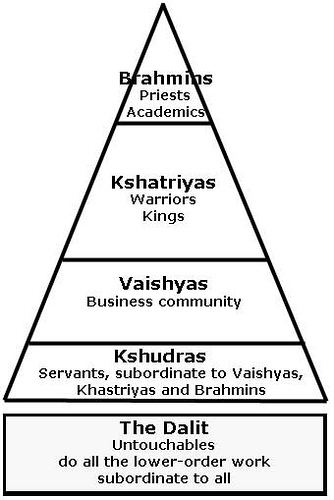 Brahmins
Priests
Academics
Kshatriyas
Warriors
Kings
Vaishyas
Business community
Kshudras
Servants, subordinate to Vaishyas,
Khastriyas and Brahmins
The Dalit
Untouchables
do all the lower-order work
subordinate to all